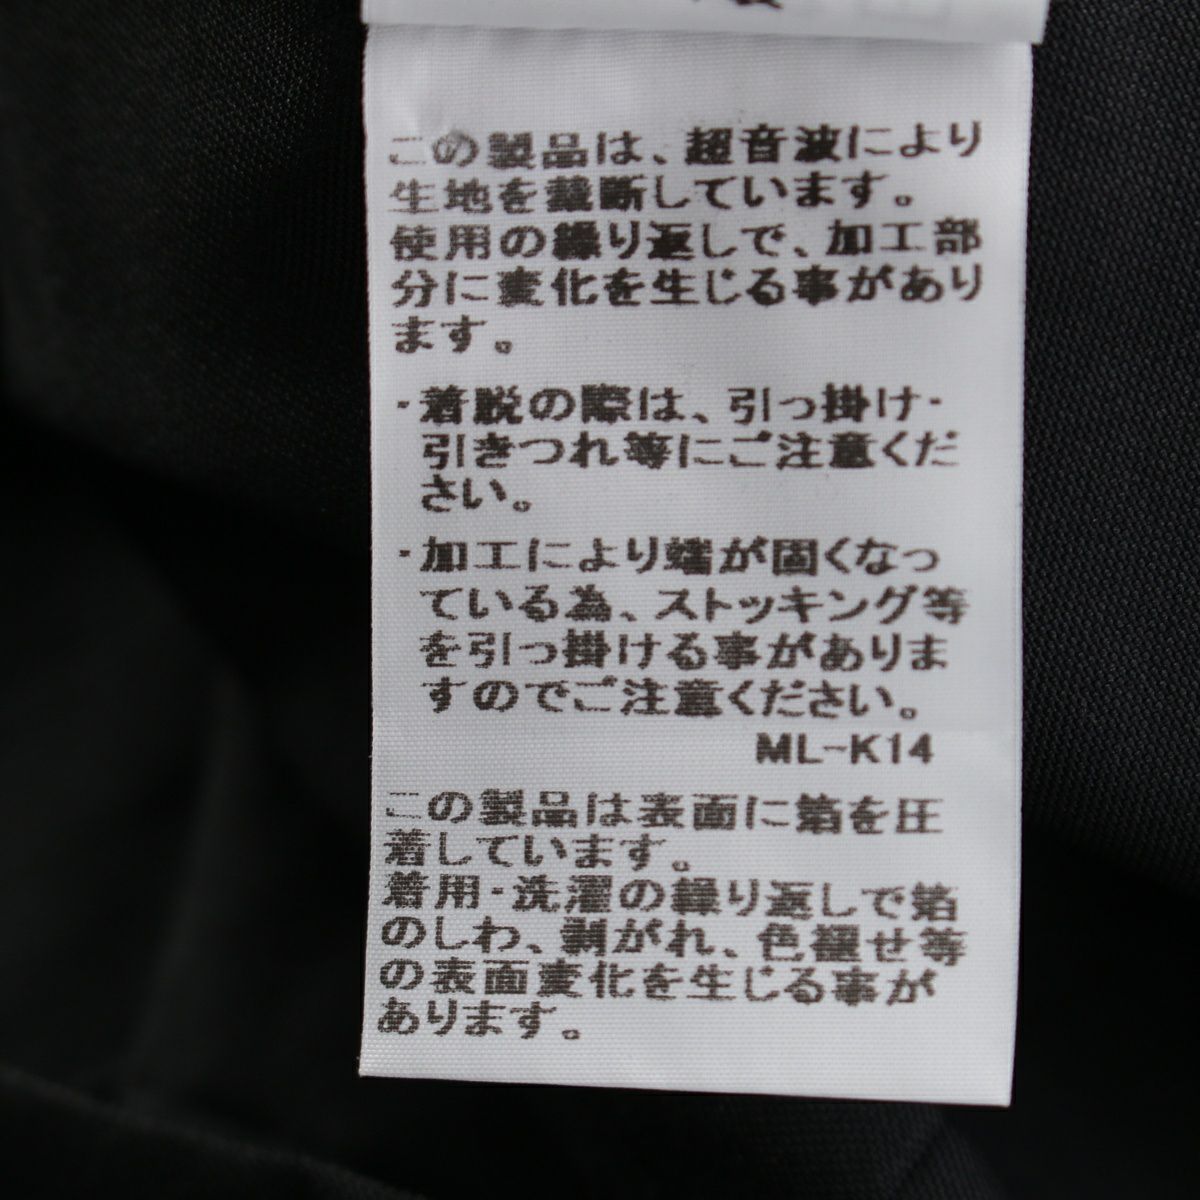 この製品は、超音波により
生地を裁断しています。
使用の繰り返しで、加工部
分に変化を生じる事があり
ます。
・着脱の際は、引っ掛け・
引きつれ等にご注意くだ
さい。
・加工により端が固くなっ
ている為、ストッキング等
を引っ掛ける事がありま
すのでご注意ください。
ML-K14
この製品は表面に箔を圧
着しています。
着用・洗濯の繰り返しで箔
のしわ、剥がれ、色褪せ等
の表面変化を生じる事が
あります。